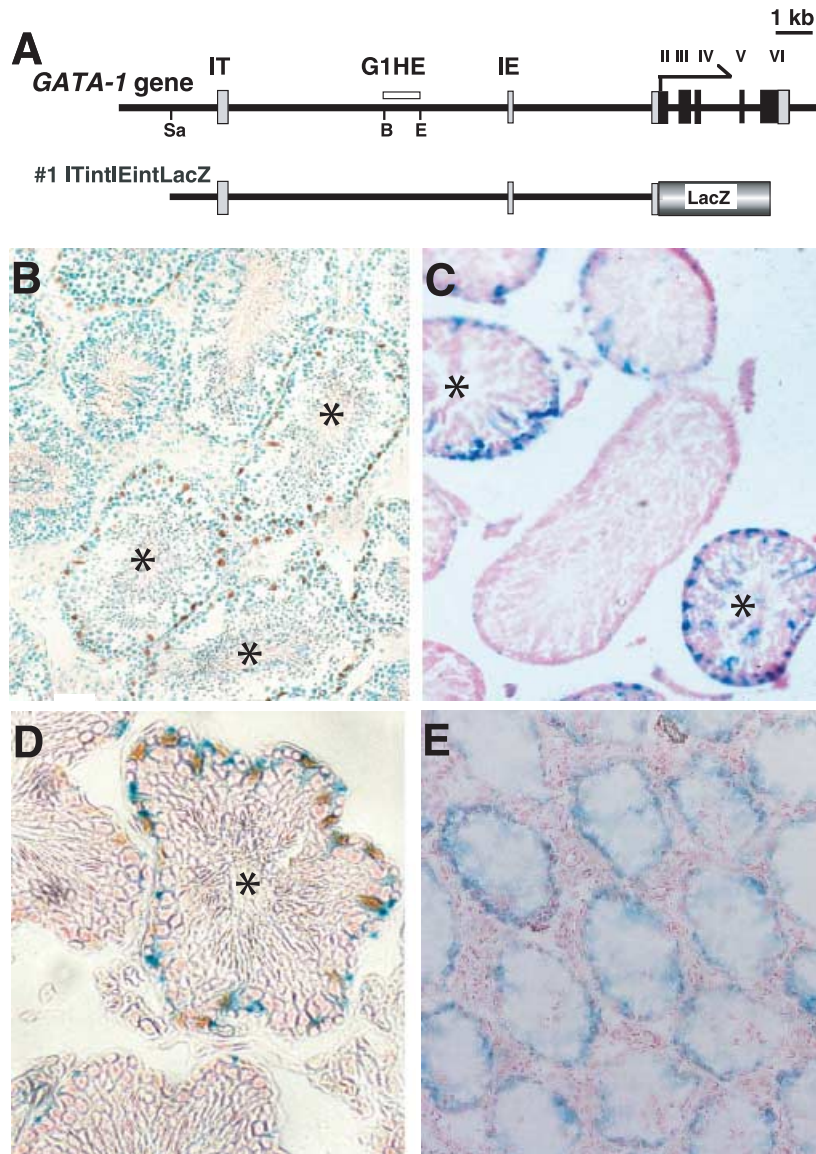 1 kb
A
II III IV V VI
IT G1HE IE
GATA-1 gene
Sa B E
#1 ITintIEintLacZ
LacZ
B
C
*
*
*
*
*
D
E
*